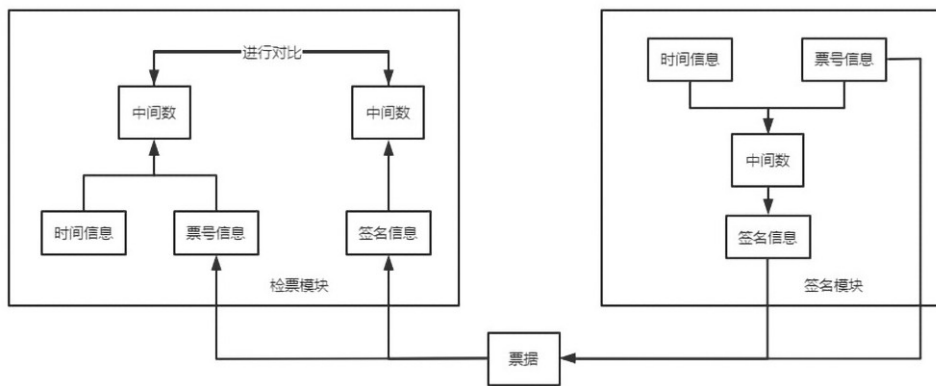 进行对比
中间数
中间数
时间信息
票号信息
签名信息
检票模块
时间信息
票号信息
中间数
签名信息
签名模块
票据